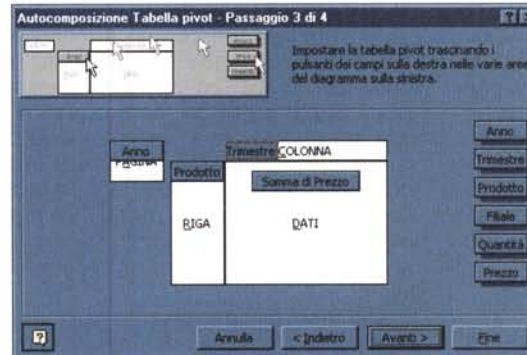 Autocomposizione Tabella pivot - Passaggio 3 di 4
Impostare la tabella pivot trascinando i
pulsanti dei campi sulla destra nelle varie aree
del diagramma sulla sinistra.
Anno
PAGINA
Trimestre COLONNA
Prodotto
Somma di Prezzo
RIGA
DATI
Anno
Trimestre
Prodotto
Filiale
Quantità
Prezzo
Annulla
< Indietro
Avanti >
Fine